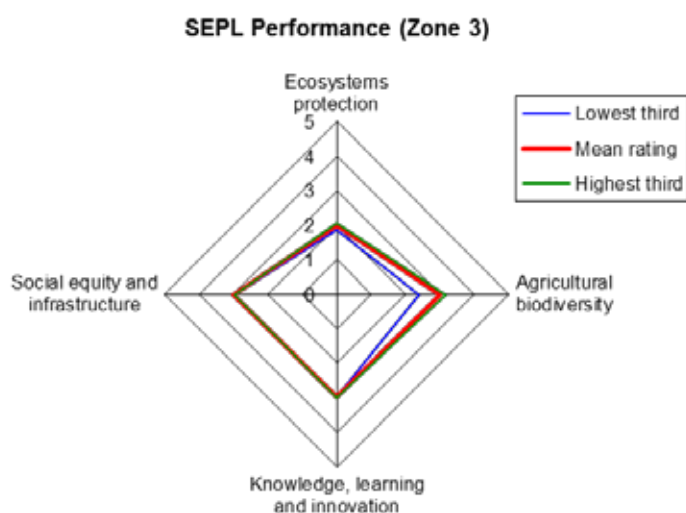 SEPL Performance (Zone 3)
Ecosystems
protection
5
4
3
2
1
0
Lowest third
Mean rating
Highest third
Social equity and
infrastructure
Agricultural
biodiversity
Knowledge, learning
and innovation